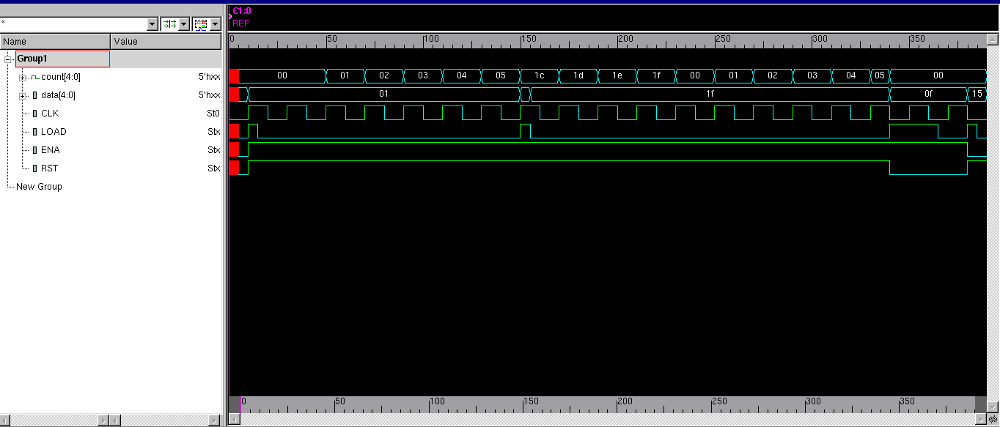 *
C1:0
REF
0 50 100 150 200 250 300 350
Name Value
Group1
count[4:0] 5'hxx 00 01 02 03 04 05 1c 1d 1e 1f 00 01 02 03 04 05 00
data[4:0] 5'hxx 01 1f 0f 15
CLK St0
LOAD Stx
ENA Stx
RST Stx
New Group
0 50 100 150 200 250 300 350